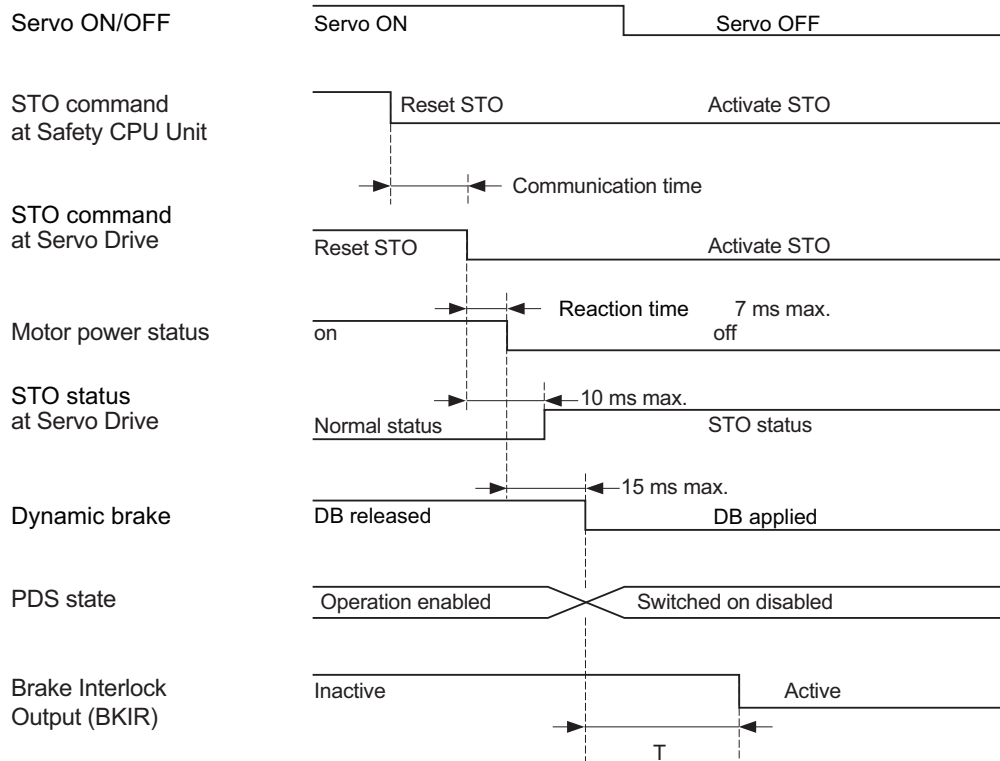 Servo ON/OFF
Servo ON
Servo OFF
STO command
at Safety CPU Unit
Reset STO
Activate STO
Communication time
STO command
at Servo Drive
Reset STO
Activate STO
Reaction time 7 ms max.
Motor power status
on
off
STO status
at Servo Drive
10 ms max.
Normal status
STO status
15 ms max.
Dynamic brake
DB released
DB applied
PDS state
Operation enabled
Switched on disabled
Brake Interlock
Output (BKIR)
Inactive
Active
T